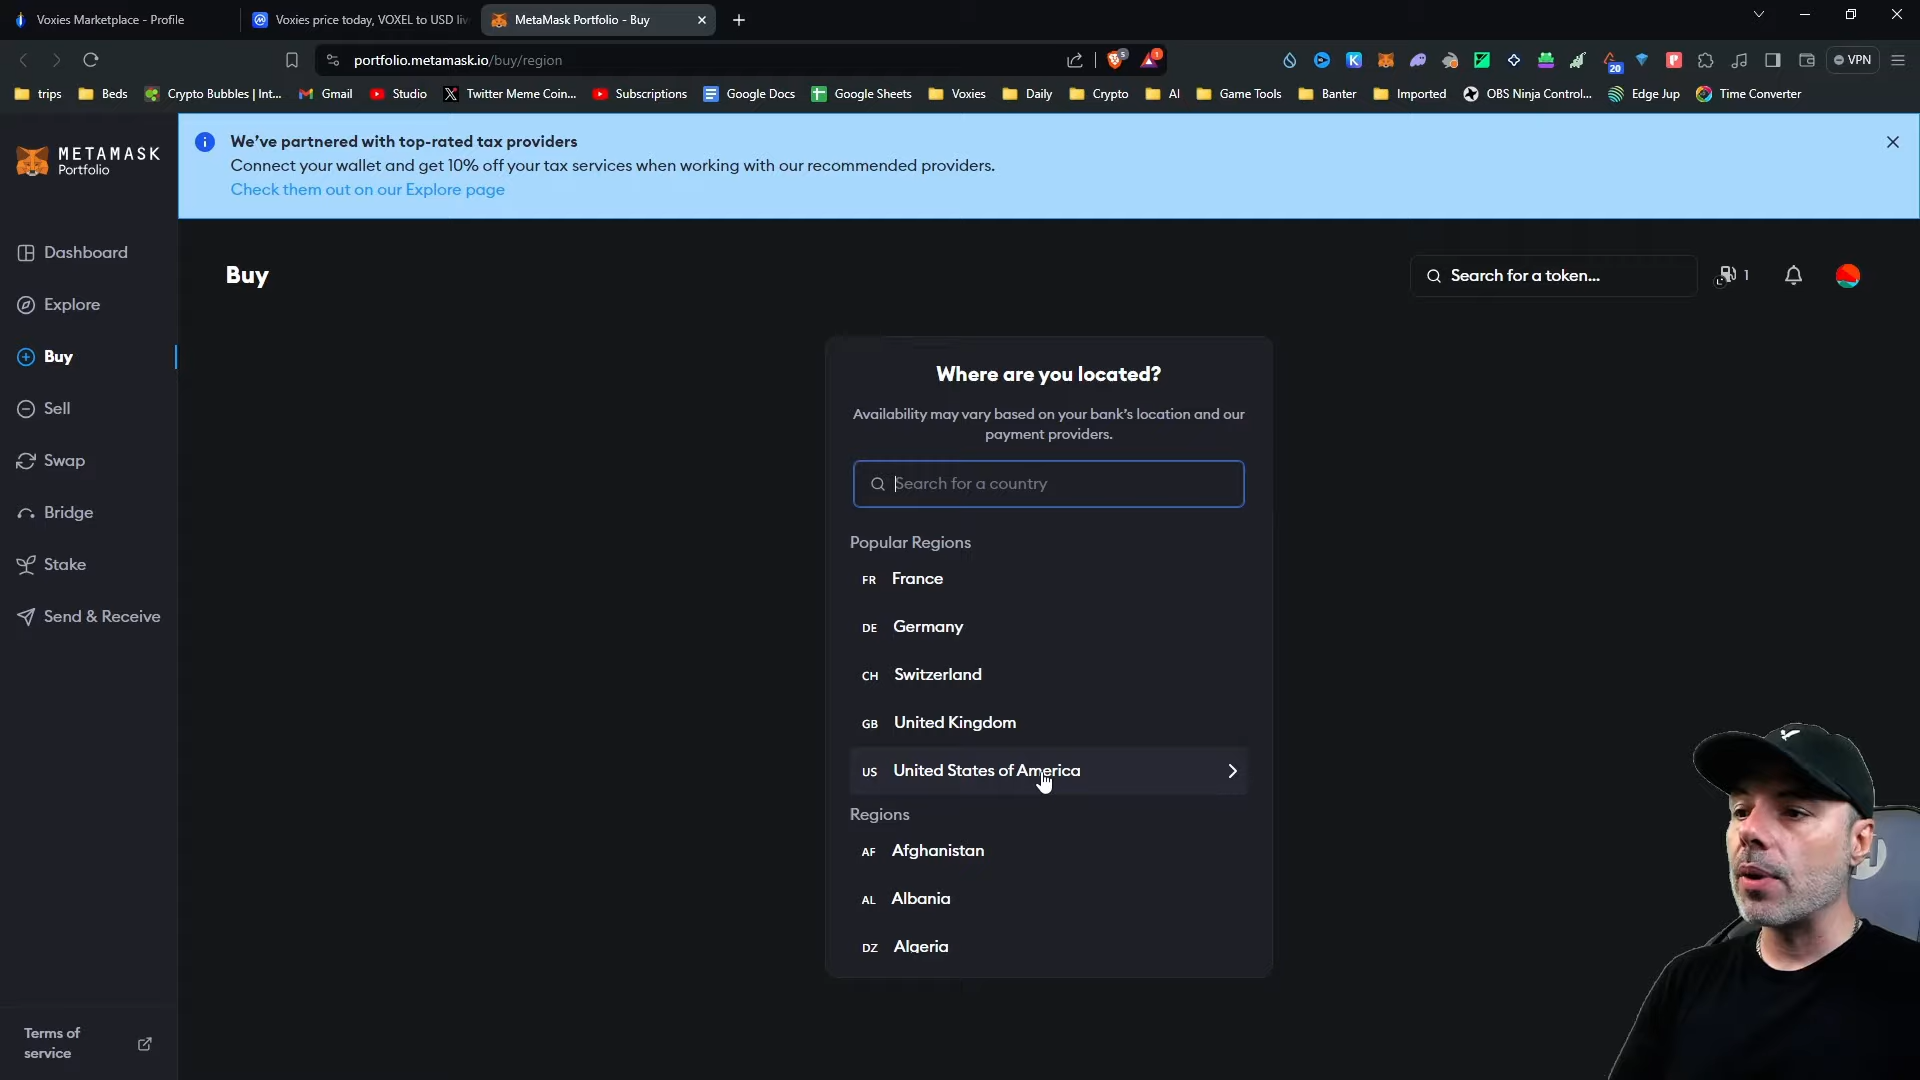 Voxies Marketplace - Profile
Voxies price today, VOXEL to USD liv
MetaMask Portfolio - Buy
portfolio.metamask.io/buy/region
5
1
20
VPN
trips
Beds
Crypto Bubbles | Int...
Gmail
Studio
Twitter Meme Coin...
Subscriptions
Google Docs
Google Sheets
Voxies
Daily
Crypto
AI
Game Tools
Banter
Imported
OBS Ninja Control...
Edge Jup
Time Converter
METAMASK
Portfolio
We've partnered with top-rated tax providers
Connect your wallet and get 10% off your tax services when working with our recommended providers.
Check them out on our Explore page
Dashboard
Explore
Buy
Sell
Swap
Bridge
Stake
Send & Receive
Terms of
service
Buy
Search for a token...
1
Where are you located?
Availability may vary based on your bank's location and our
payment providers.
Search for a country
Popular Regions
FR France
DE Germany
CH Switzerland
GB United Kingdom
US United States of America
Regions
AF Afghanistan
AL Albania
DZ Algeria